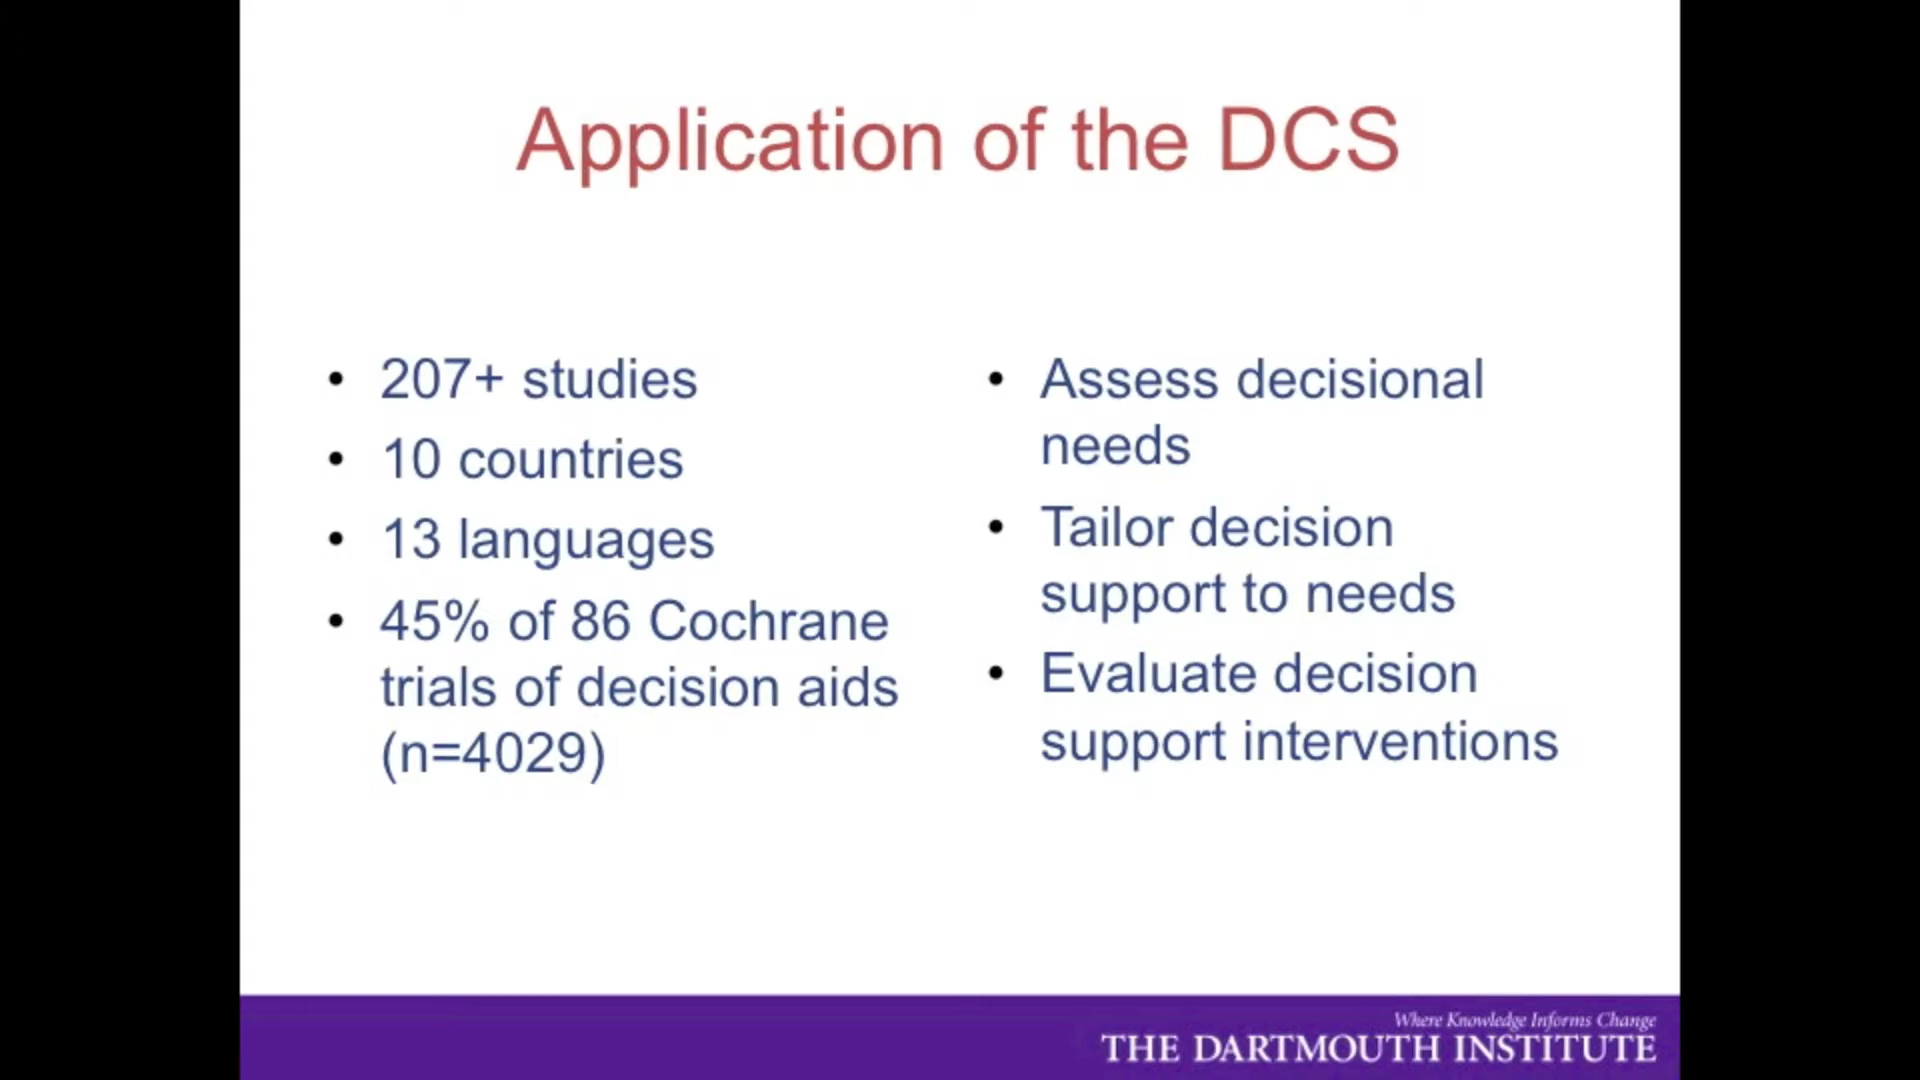 Application of the DCS
• 207+ studies
• 10 countries
• 13 languages
• 45% of 86 Cochrane
trials of decision aids
(n=4029)
• Assess decisional
needs
• Tailor decision
support to needs
• Evaluate decision
support interventions
Where Knowledge Informs Change
THE DARTMOUTH INSTITUTE